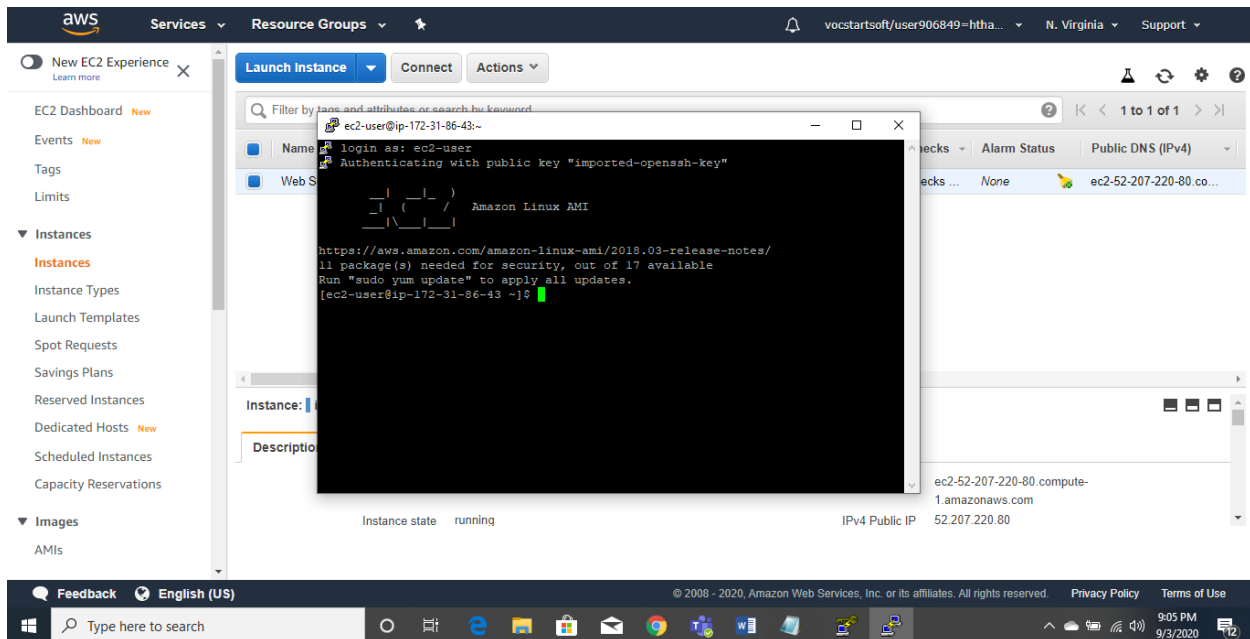 aws Services Resource Groups vocstartsoft/user906849=htha... N. Virginia Support
New EC2 Experience
Learn more
EC2 Dashboard New
Events New
Tags
Limits
Instances
Instances
Instance Types
Launch Templates
Spot Requests
Savings Plans
Reserved Instances
Dedicated Hosts New
Scheduled Instances
Capacity Reservations
Images
AMIs
Launch Instance Connect Actions
Filter by tags and attributes or search by keyword
1 to 1 of 1
Name ecks Alarm Status Public DNS (IPv4)
Web S ecks ... None ec2-52-207-220-80.co...
ec2-user@ip-172-31-86-43:~
login as: ec2-user
Authenticating with public key "imported-openssh-key"
__| __|_ )
_| ( / Amazon Linux AMI
___|\___|___|
https://aws.amazon.com/amazon-linux-ami/2018.03-release-notes/
11 package(s) needed for security, out of 17 available
Run "sudo yum update" to apply all updates.
[ec2-user@ip-172-31-86-43 ~]$
Instance: i
Descriptio
ec2-52-207-220-80.compute-
1.amazonaws.com
Instance state running IPv4 Public IP 52.207.220.80
Feedback English (US) © 2008 - 2020, Amazon Web Services, Inc. or its affiliates. All rights reserved. Privacy Policy Terms of Use
Type here to search
9:05 PM
9/3/2020
12